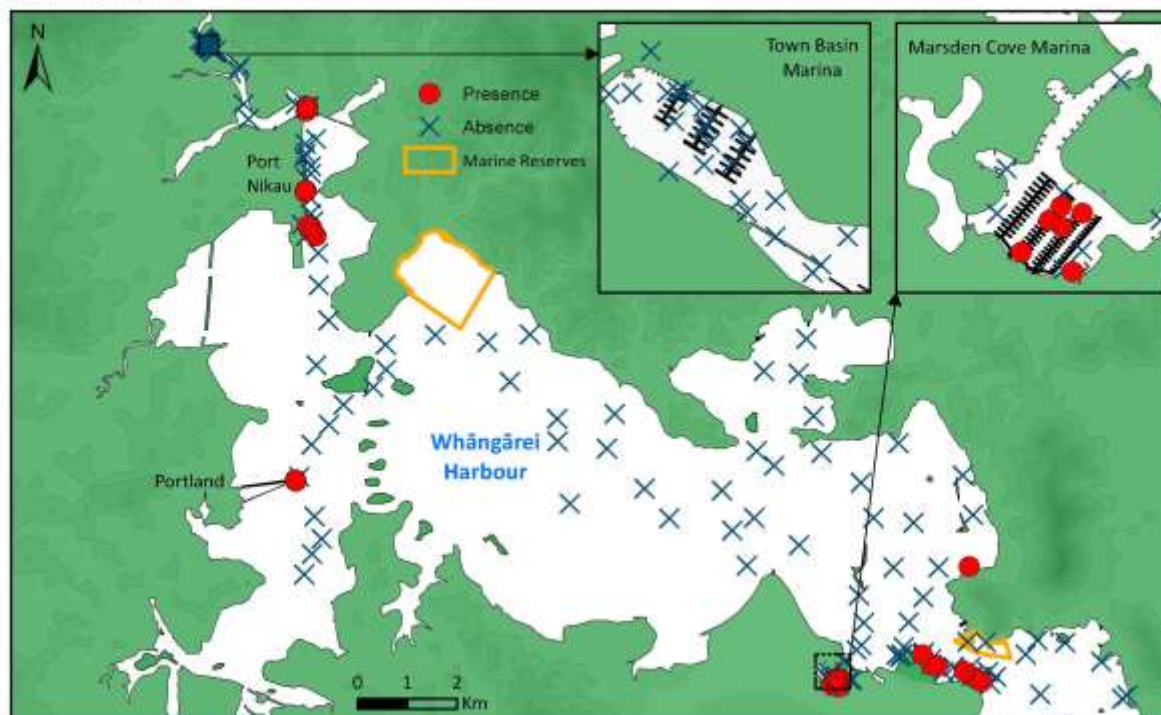 N
Town Basin
Marina
Marsden Cove Marina
Presence
Absence
Marine Reserves
Port
Nikau
Whāngārei
Harbour
Portland
0 1 2
Km